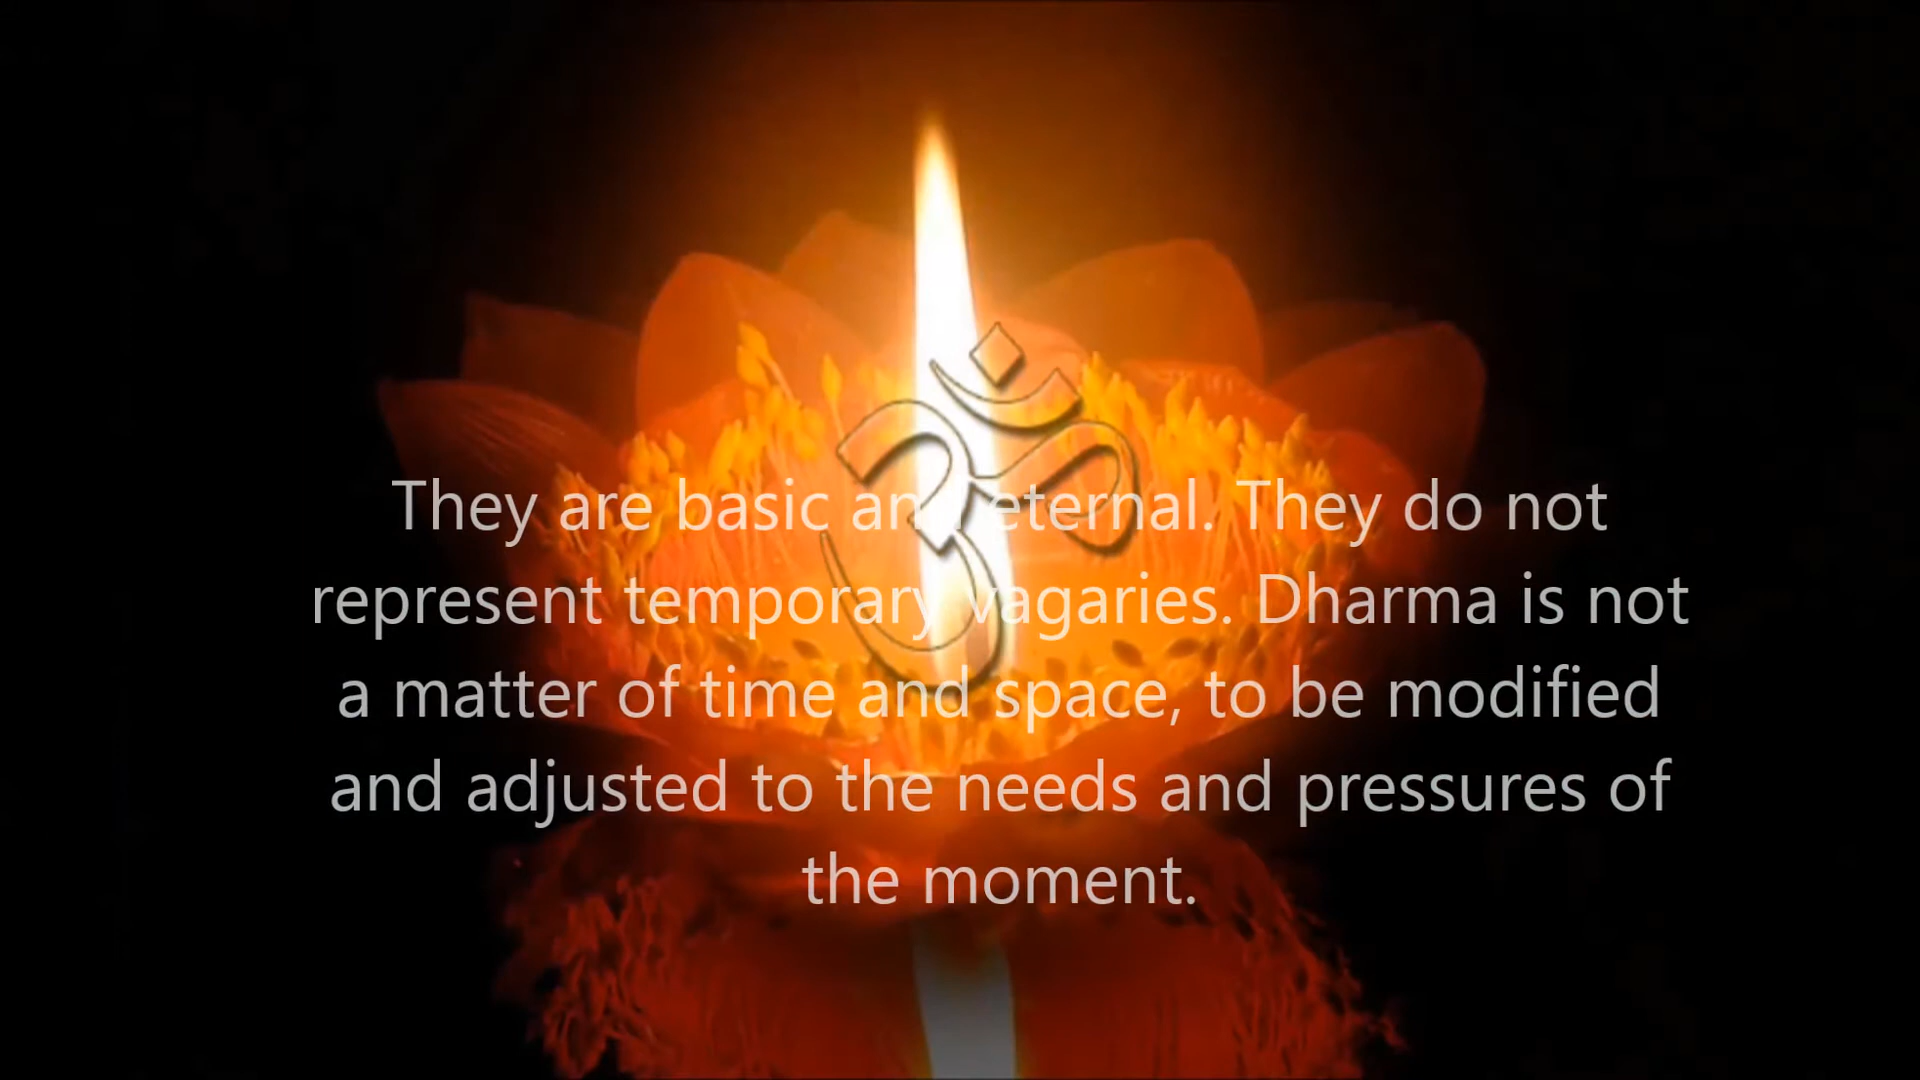 They are basic and eternal. They do not
represent temporary vagaries. Dharma is not
a matter of time and space, to be modified
and adjusted to the needs and pressures of
the moment.